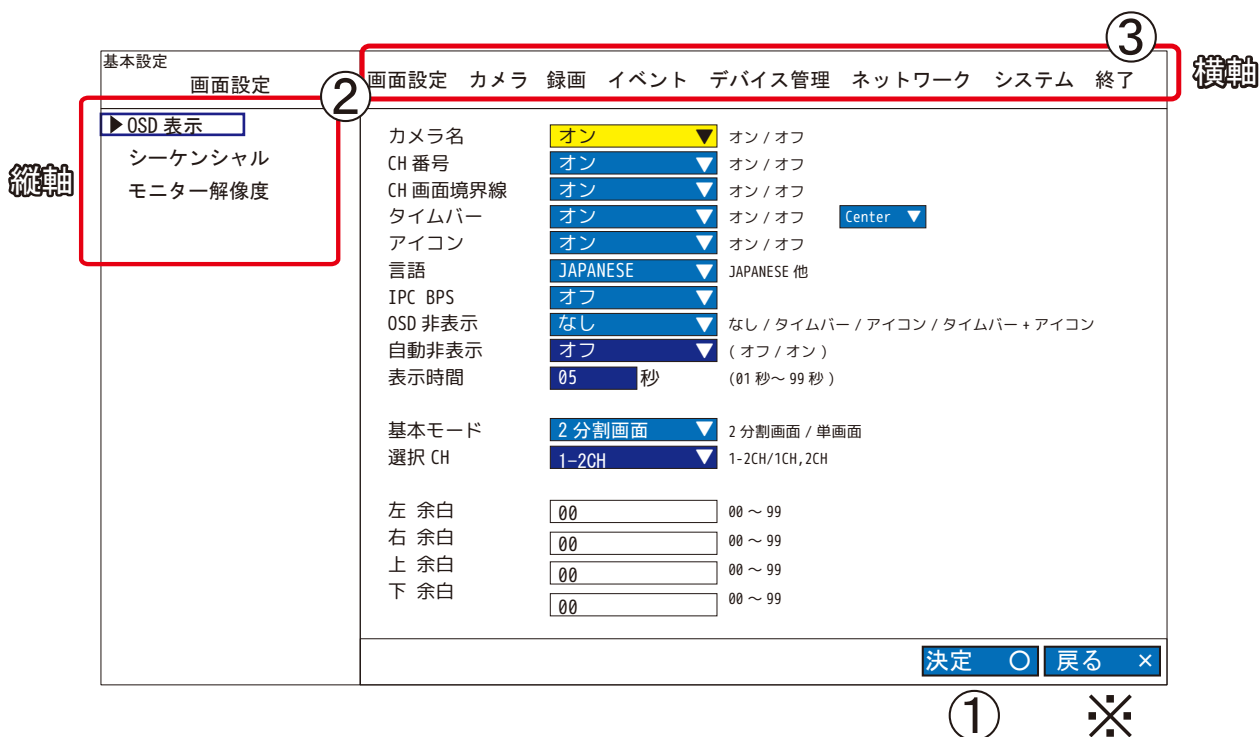 ③
基本設定
画面設定
② 画面設定 カメラ 録画 イベント デバイス管理 ネットワーク システム 終了
横軸
縦軸
▶OSD 表示
シーケンシャル
モニター解像度
カメラ名 オン ▼ オン / オフ
CH 番号 オン ▼ オン / オフ
CH 画面境界線 オン ▼ オン / オフ
タイムバー オン ▼ オン / オフ Center ▼
アイコン オン ▼ オン / オフ
言語 JAPANESE ▼ JAPANESE 他
IPC BPS オフ ▼
OSD 非表示 なし ▼ なし / タイムバー / アイコン / タイムバー + アイコン
自動非表示 オフ ▼ ( オフ / オン )
表示時間 05 秒 (01 秒～ 99 秒 )
基本モード 2 分割画面 ▼ 2 分割画面 / 単画面
選択 CH 1−2CH ▼ 1-2CH/1CH,2CH
左 余白 00 00 ～ 99
右 余白 00 00 ～ 99
上 余白 00 00 ～ 99
下 余白 00 00 ～ 99
決定 ○ 戻る ×
① ※